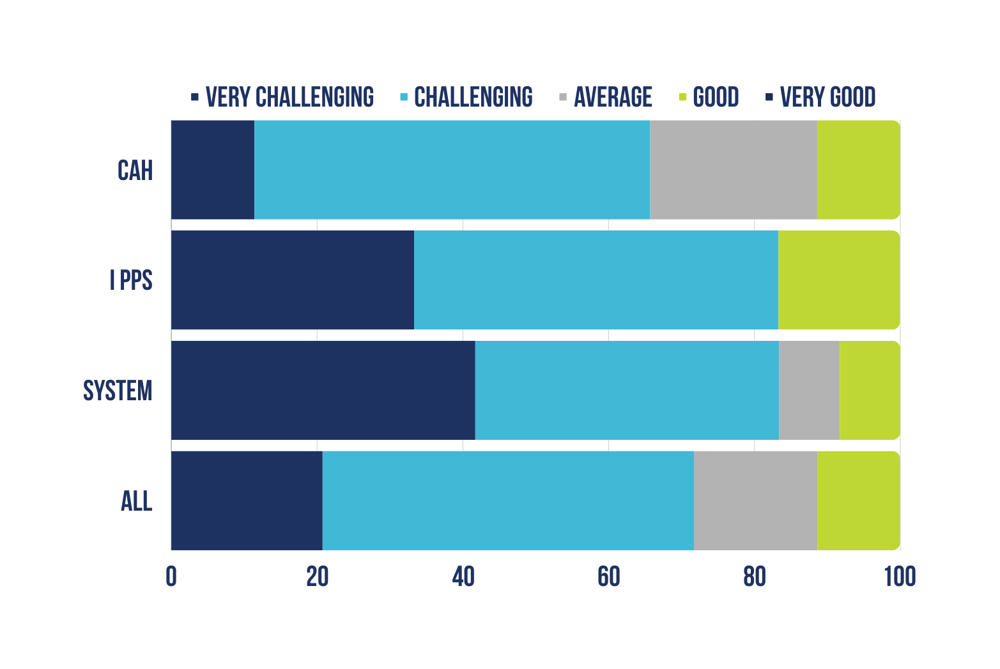 VERY CHALLENGING CHALLENGING AVERAGE GOOD VERY GOOD
CAH
I PPS
SYSTEM
ALL
0 20 40 60 80 100